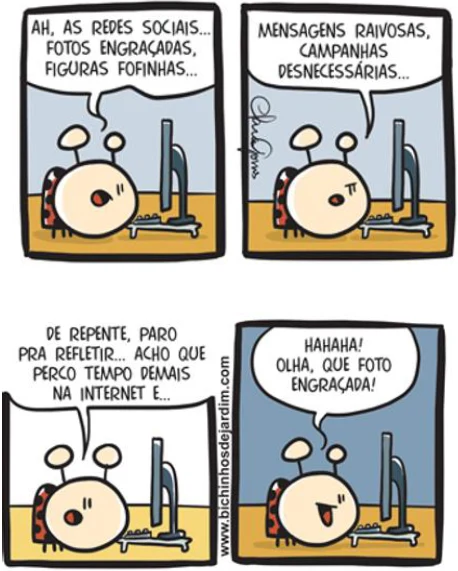 AH, AS REDES SOCIAIS...
FOTOS ENGRAÇADAS,
FIGURAS FOFINHAS...
MENSAGENS RAIVOSAS,
CAMPANHAS
DESNECESSÁRIAS...
DE REPENTE, PARO
PRA REFLETIR... ACHO QUE
PERCO TEMPO DEMAIS
NA INTERNET E...
www.bichinhosdejardim.com
HAHAHA!
OLHA, QUE FOTO
ENGRAÇADA!